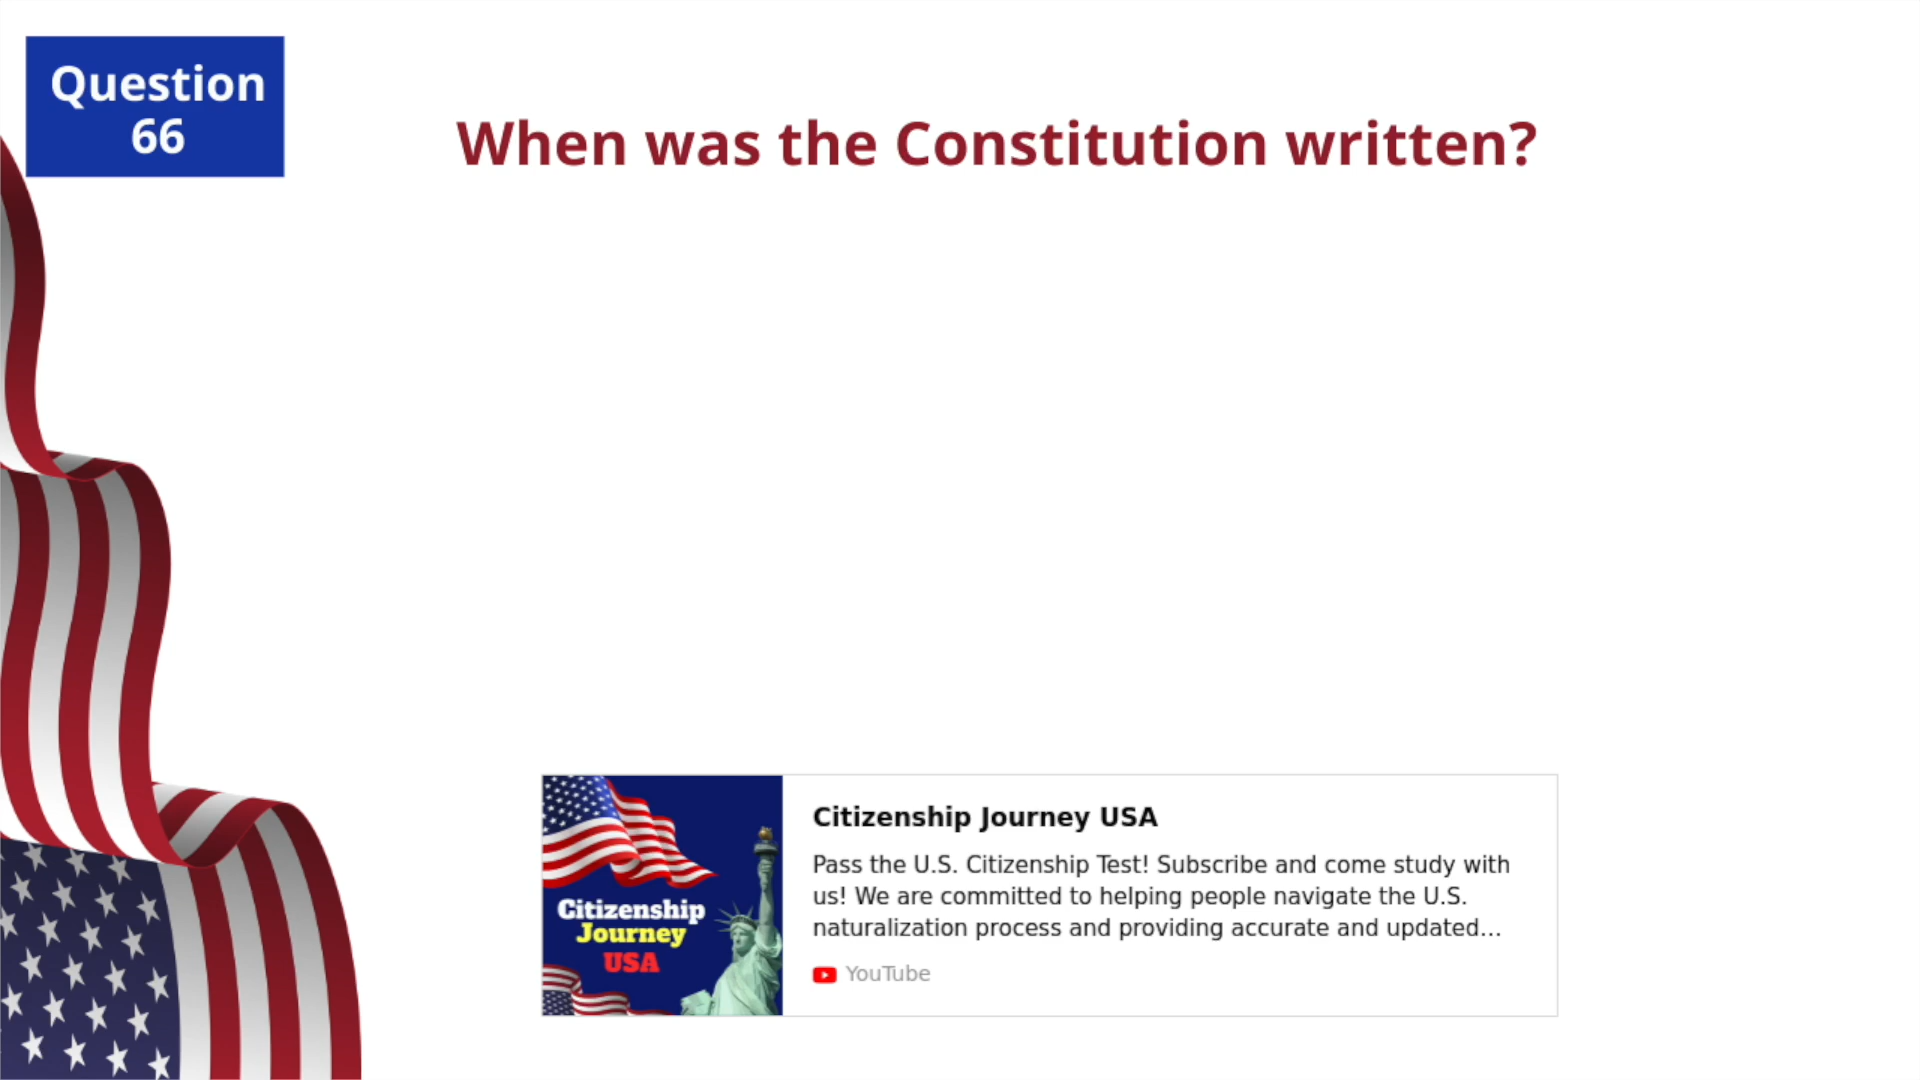 Question
66
When was the Constitution written?
Citizenship
Journey
USA
Citizenship Journey USA
Pass the U.S. Citizenship Test! Subscribe and come study with
us! We are committed to helping people navigate the U.S.
naturalization process and providing accurate and updated...
YouTube